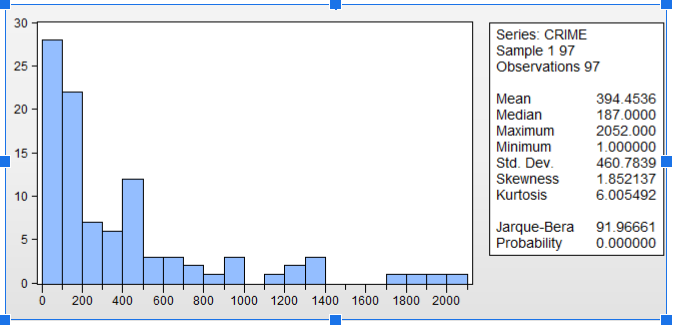 30
25
20
15
10
5
0
0 200 400 600 800 1000 1200 1400 1600 1800 2000
Series: CRIME
Sample 1 97
Observations 97
Mean 394.4536
Median 187.0000
Maximum 2052.000
Minimum 1.000000
Std. Dev. 460.7839
Skewness 1.852137
Kurtosis 6.005492
Jarque-Bera 91.96661
Probability 0.000000